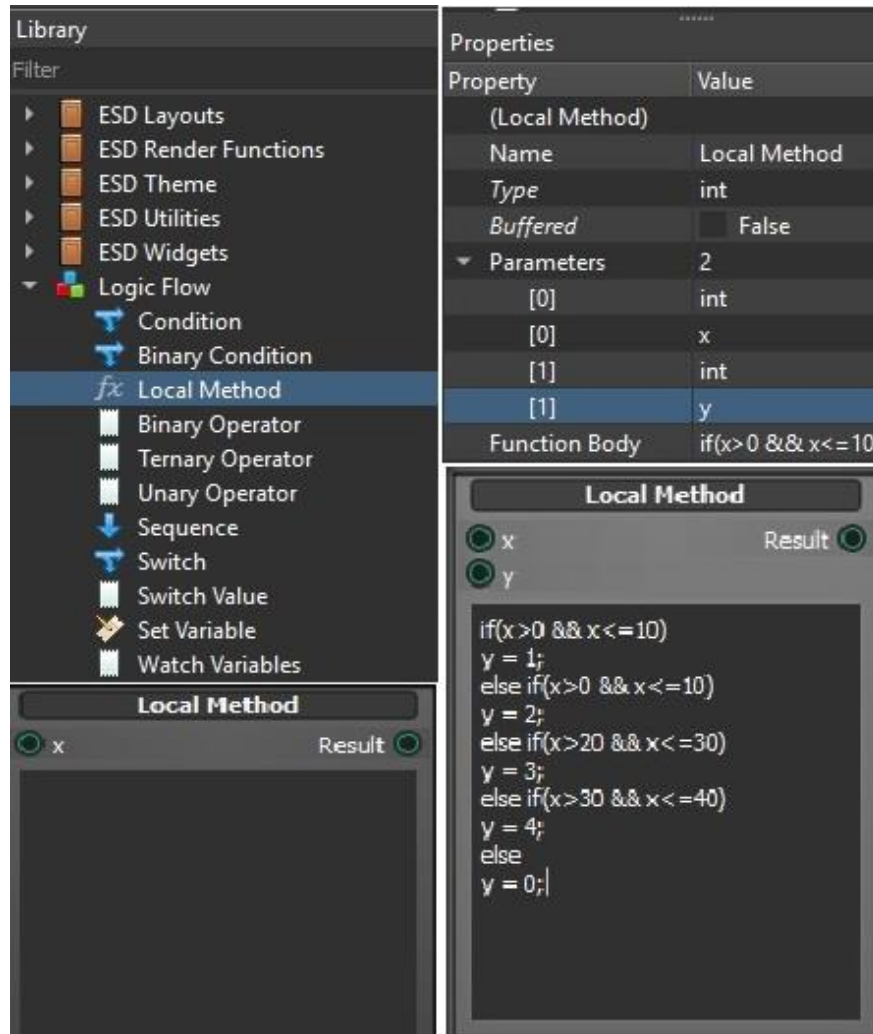 Library
Filter
ESD Layouts
ESD Render Functions
ESD Theme
ESD Utilities
ESD Widgets
Logic Flow
Condition
Binary Condition
fx Local Method
Binary Operator
Ternary Operator
Unary Operator
Sequence
Switch
Switch Value
Set Variable
Watch Variables
Properties
Property Value
(Local Method)
Name Local Method
Type int
Buffered False
Parameters 2
[0] int
[0] x
[1] int
[1] y
Function Body if(x>0 && x<=10
Local Method
x Result
Local Method
x Result
y
if(x>0 && x<=10)
y = 1;
else if(x>0 && x<=10)
y = 2;
else if(x>20 && x<=30)
y = 3;
else if(x>30 && x<=40)
y = 4;
else
y = 0;